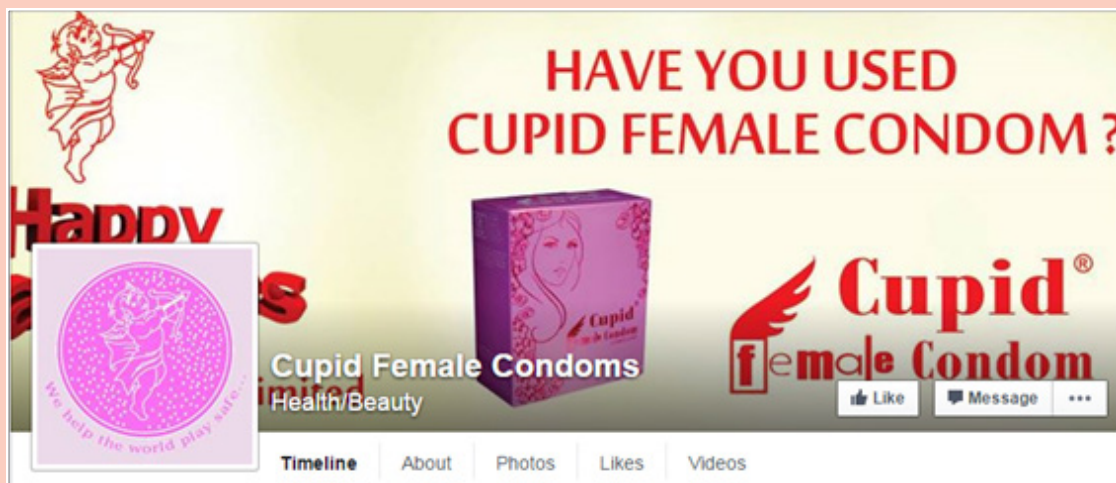 HAVE YOU USED
CUPID FEMALE CONDOM ?
Happy
Cupid
Female Condom
Cupid®
female Condom
We help the world play safe...
Cupid Female Condoms
Health/Beauty
Like
Message
Timeline
About
Photos
Likes
Videos